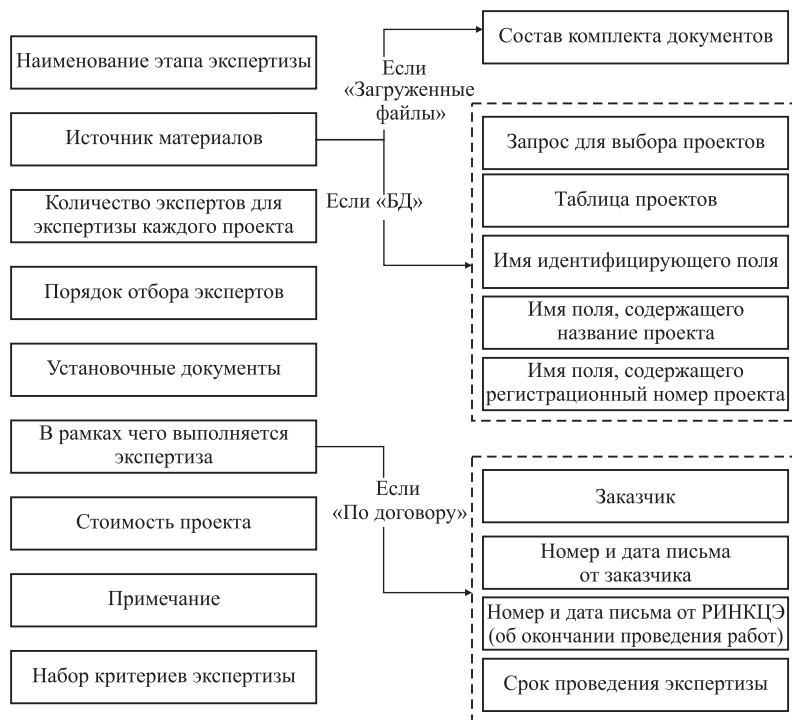 Наименование этапа экспертизы
Источник материалов
Количество экспертов для
экспертизы каждого проекта
Порядок отбора экспертов
Установочные документы
В рамках чего выполняется
экспертиза
Стоимость проекта
Примечание
Набор критериев экспертизы
Если
«Загруженные
файлы»
Если «БД»
Если
«По договору»
Состав комплекта документов
Запрос для выбора проектов
Таблица проектов
Имя идентифицирующего поля
Имя поля, содержащего
название проекта
Имя поля, содержащего
регистрационный номер проекта
Заказчик
Номер и дата письма
от заказчика
Номер и дата письма от РИНКЦЭ
(об окончании проведения работ)
Срок проведения экспертизы